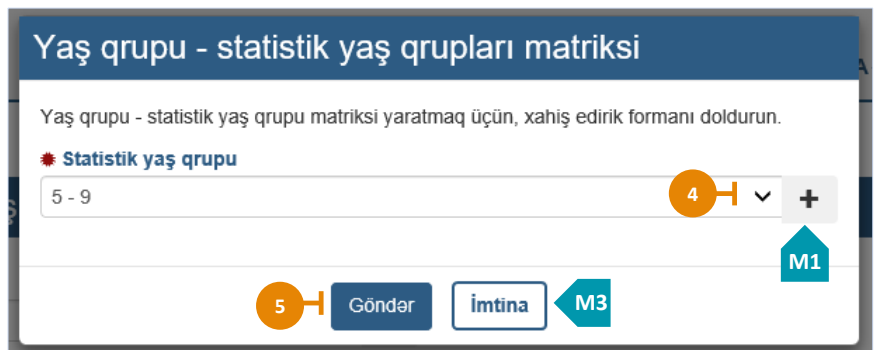 Yaş qrupu - statistik yaş qrupları matriksi
A
Yaş qrupu - statistik yaş qrupu matriksi yaratmaq üçün, xahiş edirik formanı doldurun.
✹ Statistik yaş qrupu
Ş
5 - 9
4
+
M1
5
Göndər
İmtina
M3